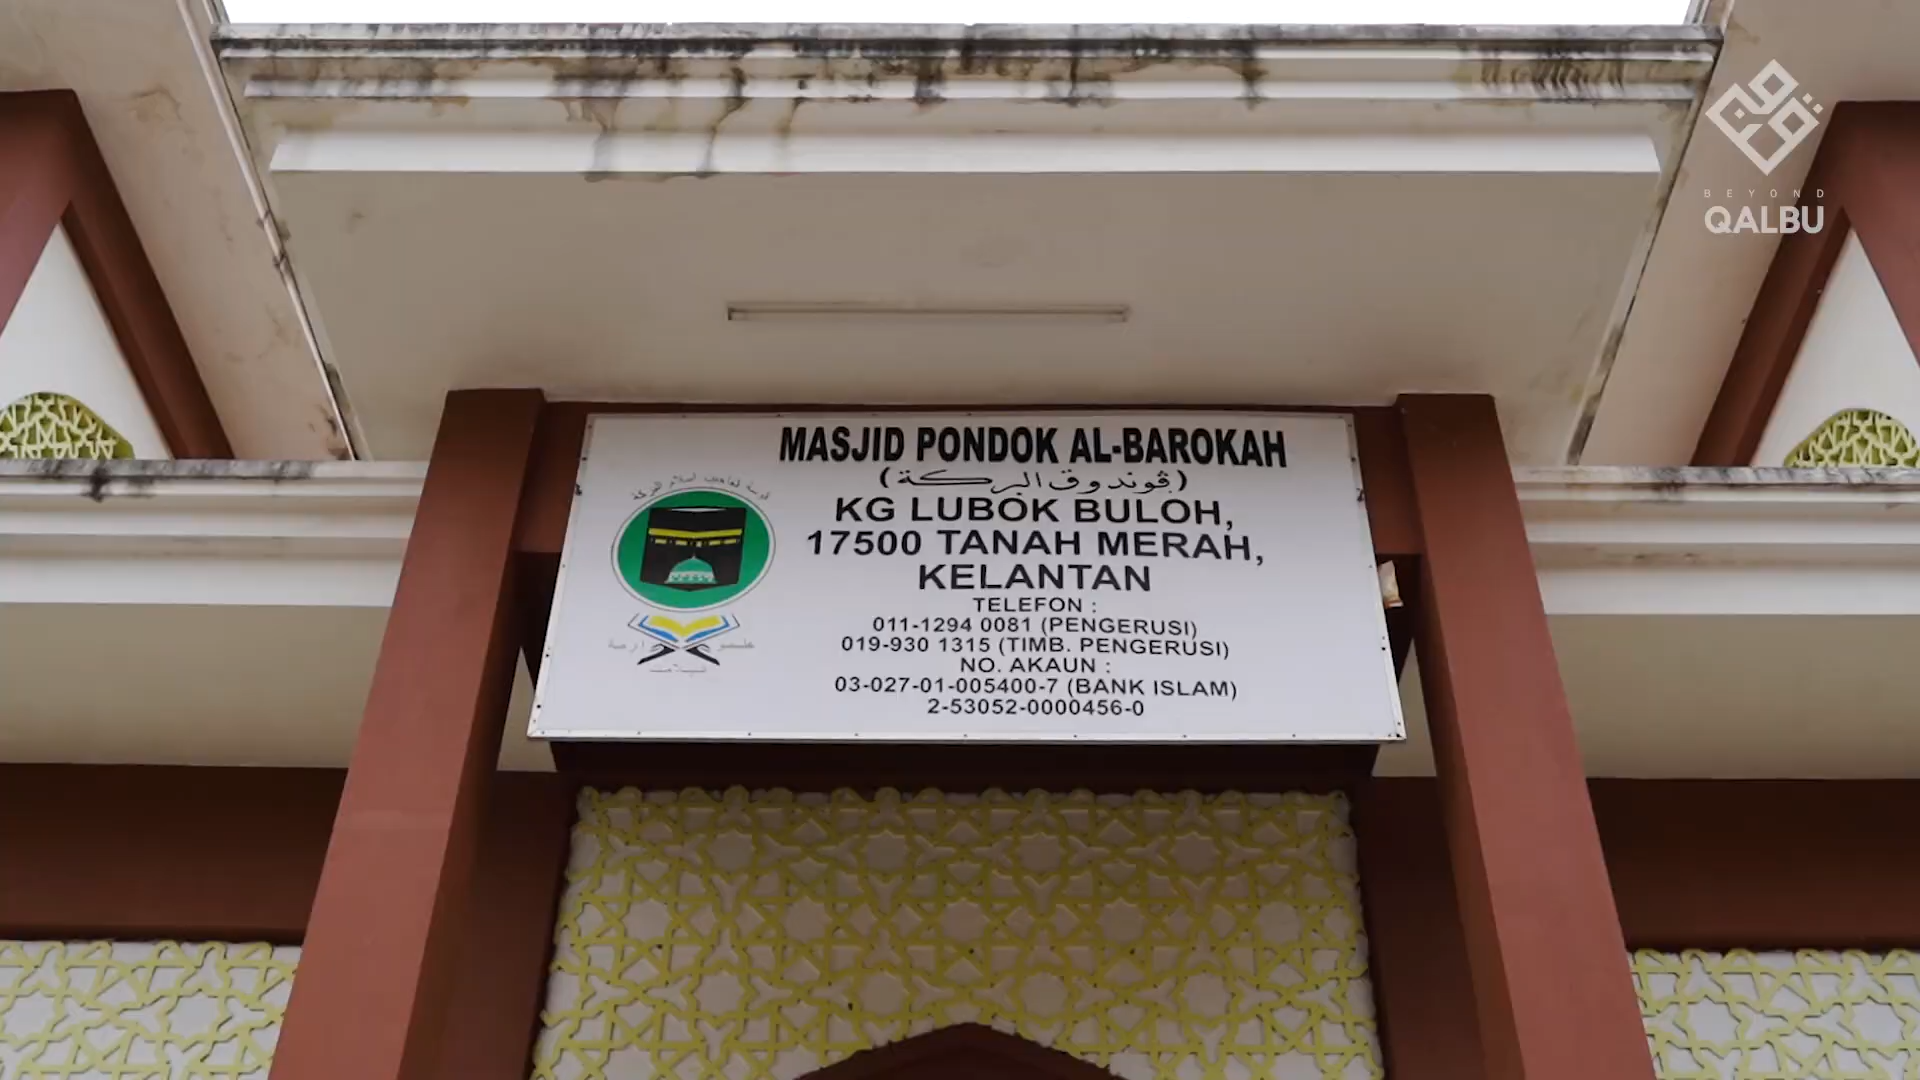 BEYOND
QALBU
MASJID PONDOK AL-BAROKAH
(ڤوندوق البركة)
KG LUBOK BULOH,
17500 TANAH MERAH,
KELANTAN
TELEFON :
011-1294 0081 (PENGERUSI)
019-930 1315 (TIMB. PENGERUSI)
NO. AKAUN :
03-027-01-005400-7 (BANK ISLAM)
2-53052-0000456-0